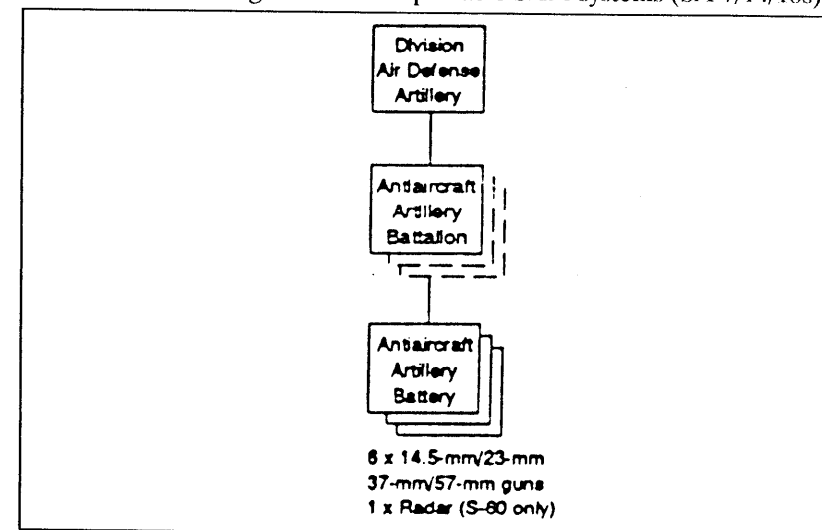 Division
Air Defense
Artillery
Antiaircraft
Artillery
Battalion
Antiaircraft
Artillery
Battery
6 x 14.5-mm/23-mm
37-mm/57-mm guns
1 x Radar (S-60 only)